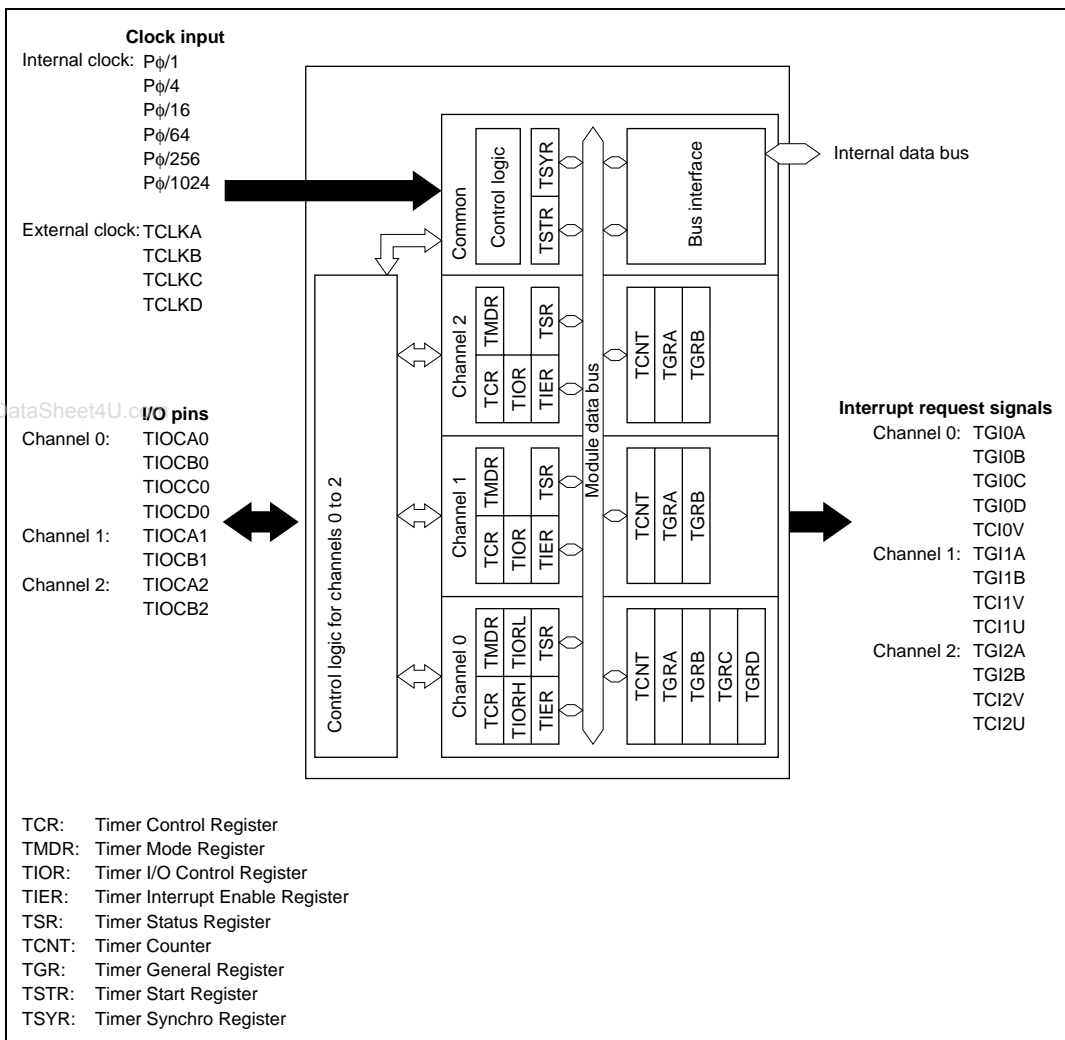 Clock input
Internal clock: Pϕ/1
Pϕ/4
Pϕ/16
Pϕ/64
Pϕ/256
Pϕ/1024
External clock: TCLKA
TCLKB
TCLKC
TCLKD
I/O pins
Channel 0: TIOCA0
TIOCB0
TIOCC0
TIOCD0
Channel 1: TIOCA1
TIOCB1
Channel 2: TIOCA2
TIOCB2
Control logic for channels 0 to 2
Common
Control logic
TSTR TSYR
Bus interface
Internal data bus
Channel 2
TCR TMDR
TIOR
TIER TSR
TCNT
TGRA
TGRB
Module data bus
Channel 1
TCR TMDR
TIOR
TIER TSR
TCNT
TGRA
TGRB
Channel 0
TCR TMDR
TIORH TIORL
TIER TSR
TCNT
TGRA
TGRB
TGRC
TGRD
Interrupt request signals
Channel 0: TGI0A
TGI0B
TGI0C
TGI0D
TCI0V
Channel 1: TGI1A
TGI1B
TCI1V
TCI1U
Channel 2: TGI2A
TGI2B
TCI2V
TCI2U
TCR: Timer Control Register
TMDR: Timer Mode Register
TIOR: Timer I/O Control Register
TIER: Timer Interrupt Enable Register
TSR: Timer Status Register
TCNT: Timer Counter
TGR: Timer General Register
TSTR: Timer Start Register
TSYR: Timer Synchro Register